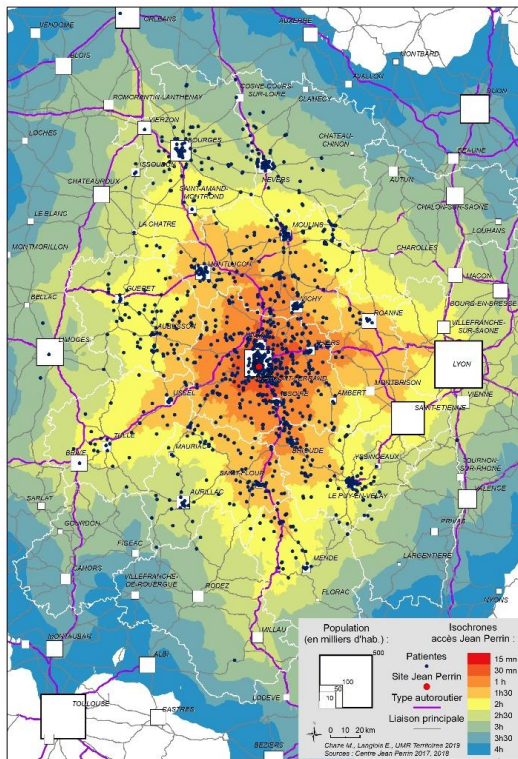 VENDOME
ORLÉANS
AUXERRE
BLOIS
MONTBARD
AVALLON
COSNE-COURS-
SUR-LOIRE
CLAMECY
DIJON
ROMORENTIN-LANTHENAY
VIERZON
LOCHES
BOURGES
CHATEAU-
CHINON
BEAUNE
ISSOUDUN
AUTUN
CHATEAUROUX
NEVERS
SAINT-AMAND-
MONTROND
CHALON-SUR-SAONE
LE BLANC
LA CHATRE
MOULINS
LOUHANS
MONTMORILLON
CHAROLLES
MONTLUCON
MACON
BELLAC
GUERET
VICHY
BOURG-EN-BRESSE
ROANNE
AUBUSSON
VILLEFRANCHE-
SUR-SAONE
LIMOGES
THIERS
LYON
MONTBRISON
USSEL
ISSOIRE
AMBERT
VIENNE
SAINT-ETIENNE
TULLE
MAURIAC
BRIOUDE
YSSINGEAUX
BRIVE
SAINT-FLOUR
TOURNON-
SUR-RHONE
AURILLAC
LE PUY-EN-VELAY
VALENCE
SARLAT
PRIVAS
GOURDON
FIGEAC
MENDE
LARGENTIERE
CAHORS
VILLEFRANCHE-
DE-ROUERGUE
RODEZ
FLORAC
NYONS
MILLAU
MONTAUBAN
ALBI
LODEVE
TOULOUSE
CASTRES
BEZIERS
Population
(en milliers d'hab.) :
500
100
50
10
Patientes
Site Jean Perrin
Type autoroutier
Liaison principale
0 10 20 km
Isochrones
accès Jean Perrin :
15 mn
30 mn
1 h
1h30
2h
2h30
3h
3h30
4h
Chaze M., Langlois E., UMR Territoires 2019
Sources : Centre Jean Perrin 2017, 2018